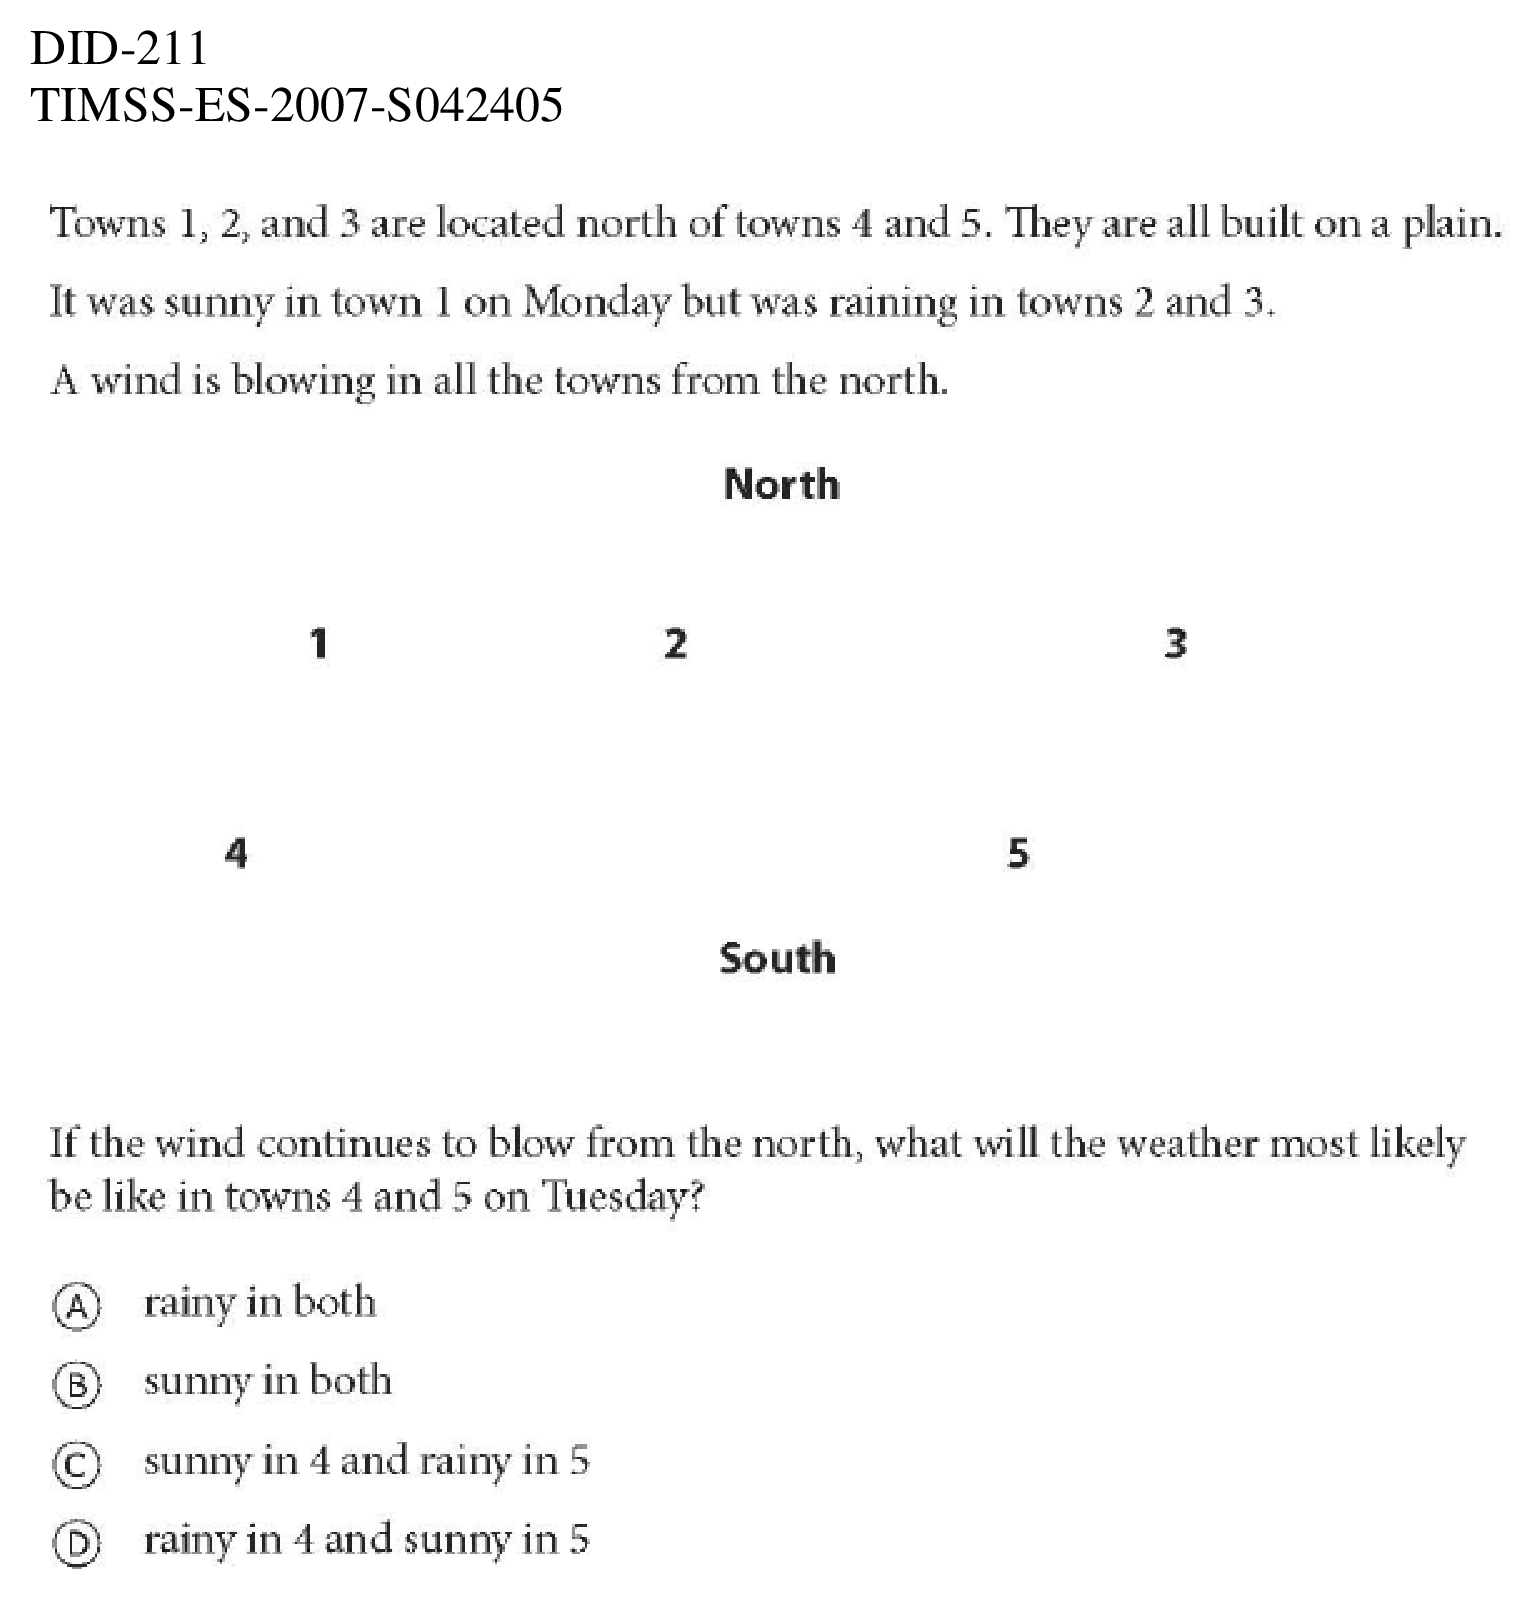 DID-211
TIMSS-ES-2007-S042405
Towns 1, 2, and 3 are located north of towns 4 and 5. They are all built on a plain.
It was sunny in town 1 on Monday but was raining in towns 2 and 3.
A wind is blowing in all the towns from the north.
North
1 2 3
4 5
South
If the wind continues to blow from the north, what will the weather most likely
be like in towns 4 and 5 on Tuesday?
A rainy in both
B sunny in both
C sunny in 4 and rainy in 5
D rainy in 4 and sunny in 5